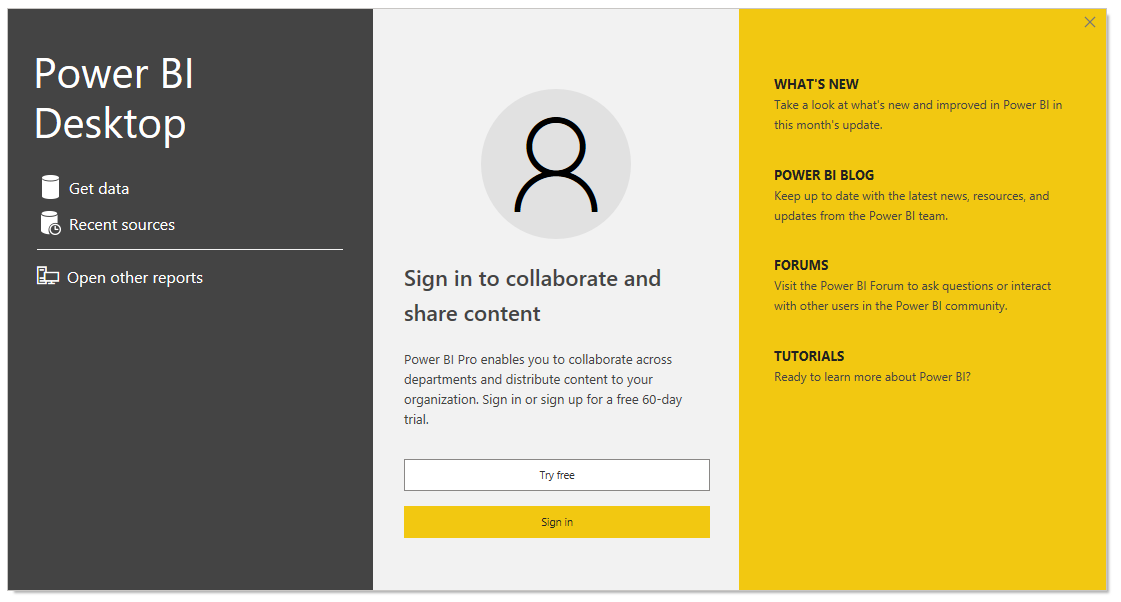 Power BI
Desktop
Get data
Recent sources
Open other reports
Sign in to collaborate and
share content
Power BI Pro enables you to collaborate across
departments and distribute content to your
organization. Sign in or sign up for a free 60-day
trial.
Try free
Sign in
WHAT'S NEW
Take a look at what's new and improved in Power BI in
this month's update.
POWER BI BLOG
Keep up to date with the latest news, resources, and
updates from the Power BI team.
FORUMS
Visit the Power BI Forum to ask questions or interact
with other users in the Power BI community.
TUTORIALS
Ready to learn more about Power BI?